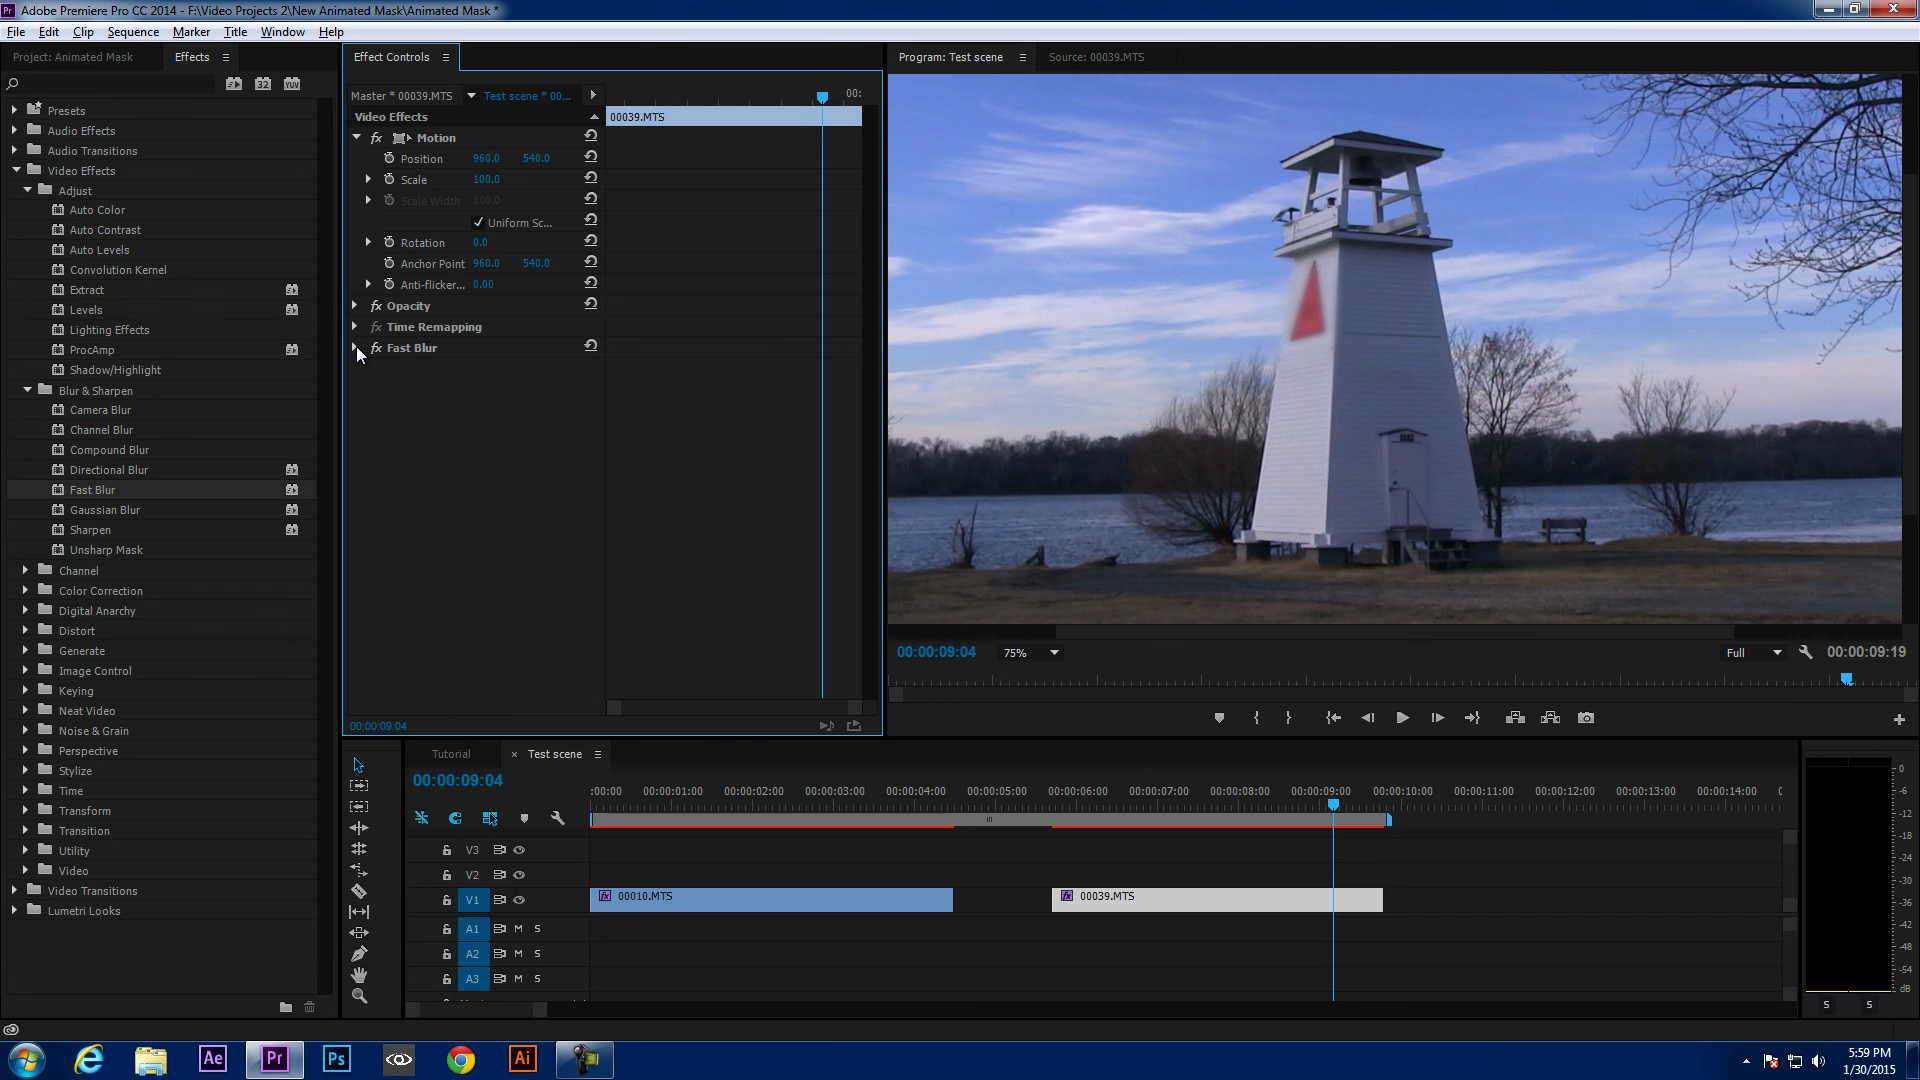 Pr Adobe Premiere Pro CC 2014 - F:\Video Projects 2\New Animated Mask\Animated Mask *
File Edit Clip Sequence Marker Title Window Help
Project: Animated Mask Effects
32 YUV
Presets
Audio Effects
Audio Transitions
Video Effects
Adjust
Auto Color
Auto Contrast
Auto Levels
Convolution Kernel
Extract
Levels
Lighting Effects
ProcAmp
Shadow/Highlight
Blur & Sharpen
Camera Blur
Channel Blur
Compound Blur
Directional Blur
Fast Blur
Gaussian Blur
Sharpen
Unsharp Mask
Channel
Color Correction
Digital Anarchy
Distort
Generate
Image Control
Keying
Neat Video
Noise & Grain
Perspective
Stylize
Time
Transform
Transition
Utility
Video
Video Transitions
Lumetri Looks
Effect Controls
Master * 00039.MTS Test scene * 00... 00:
Video Effects 00039.MTS
fx Motion
Position 960.0 540.0
Scale 100.0
Scale Width 100.0
Uniform Sc...
Rotation 0.0
Anchor Point 960.0 540.0
Anti-flicker... 0.00
fx Opacity
fx Time Remapping
fx Fast Blur
00:00:09:04
Program: Test scene Source: 00039.MTS
1882
00:00:09:04 75% Full 00:00:09:19
Tutorial × Test scene
00:00:09:04
:00:00 00:00:01:00 00:00:02:00 00:00:03:00 00:00:04:00 00:00:05:00 00:00:06:00 00:00:07:00 00:00:08:00 00:00:09:00 00:00:10:00 00:00:11:00 00:00:12:00 00:00:13:00 00:00:14:00
V3
V2
V1 fx 00010.MTS fx 00039.MTS
A1 M S
A2 M S
A3 M S
0
-6
-12
-18
-24
-30
-36
-42
-48
-54
dB
S S
Ae Pr Ps Ai
5:59 PM
1/30/2015